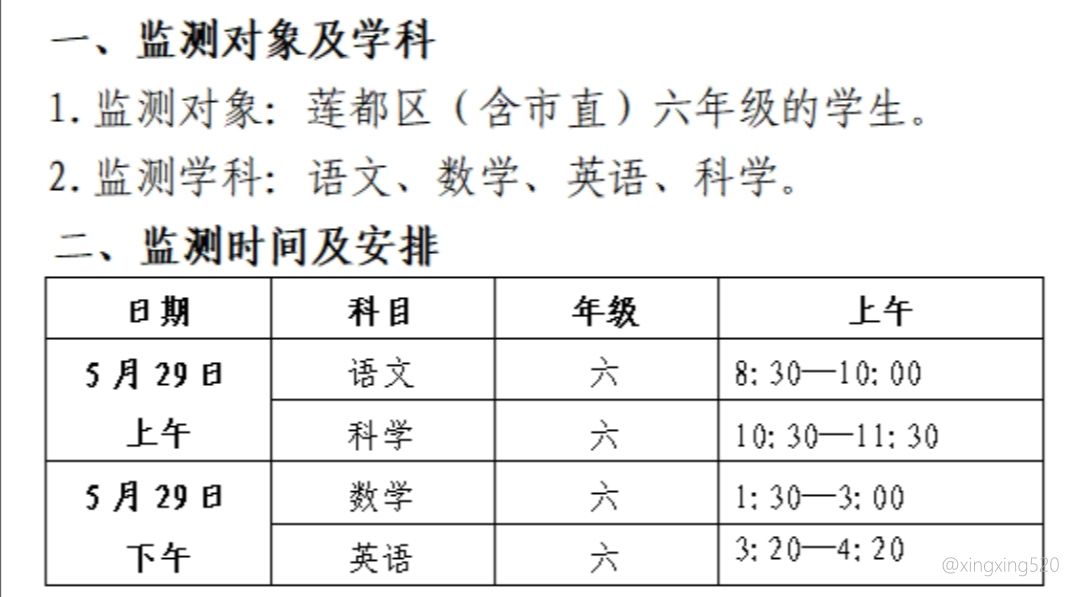 一、监测对象及学科
1.监测对象：莲都区（含市直）六年级的学生。
2.监测学科：语文、数学、英语、科学。
二、监测时间及安排
日期 科目 年级 上午
5月29日上午 语文 六 8:30—10:00
科学 六 10:30—11:30
5月29日下午 数学 六 1:30—3:00
英语 六 3:20—4:20
@xingxing520